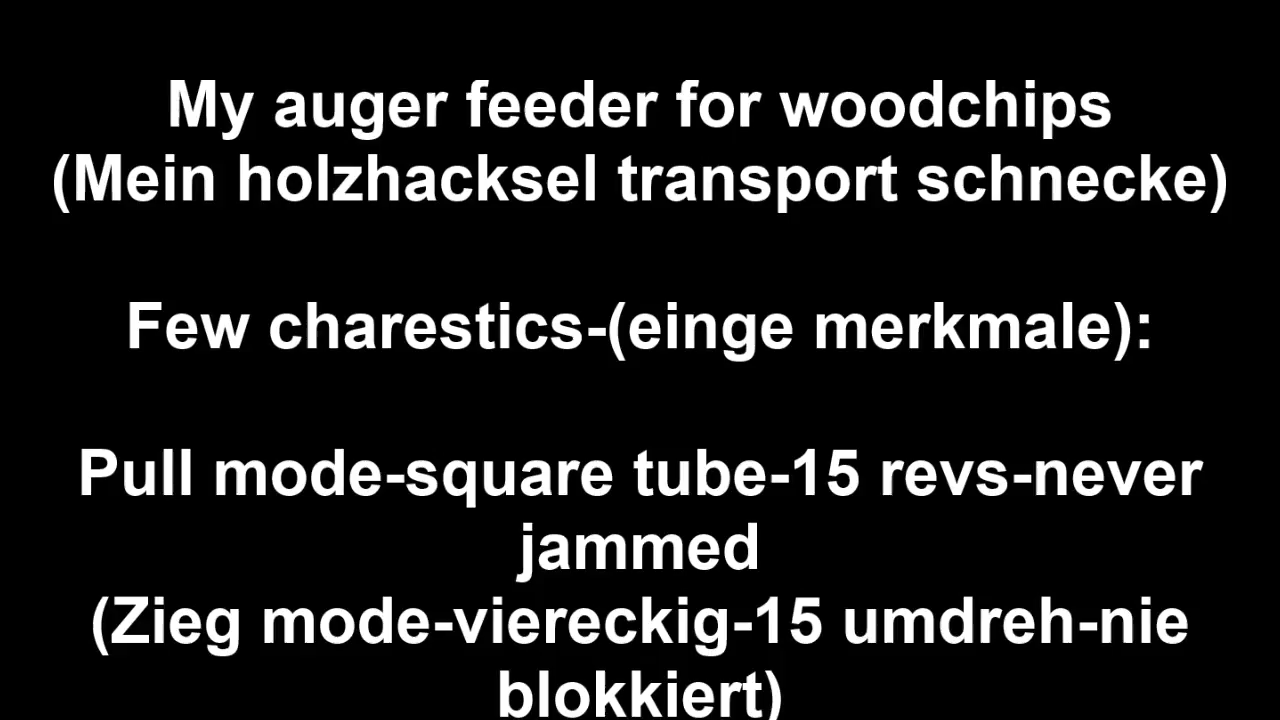 My auger feeder for woodchips
(Mein holzhacksel transport schnecke)
Few charestics-(einge merkmale):
Pull mode-square tube-15 revs-never
jammed
(Zieg mode-viereckig-15 umdreh-nie
blokkiert)